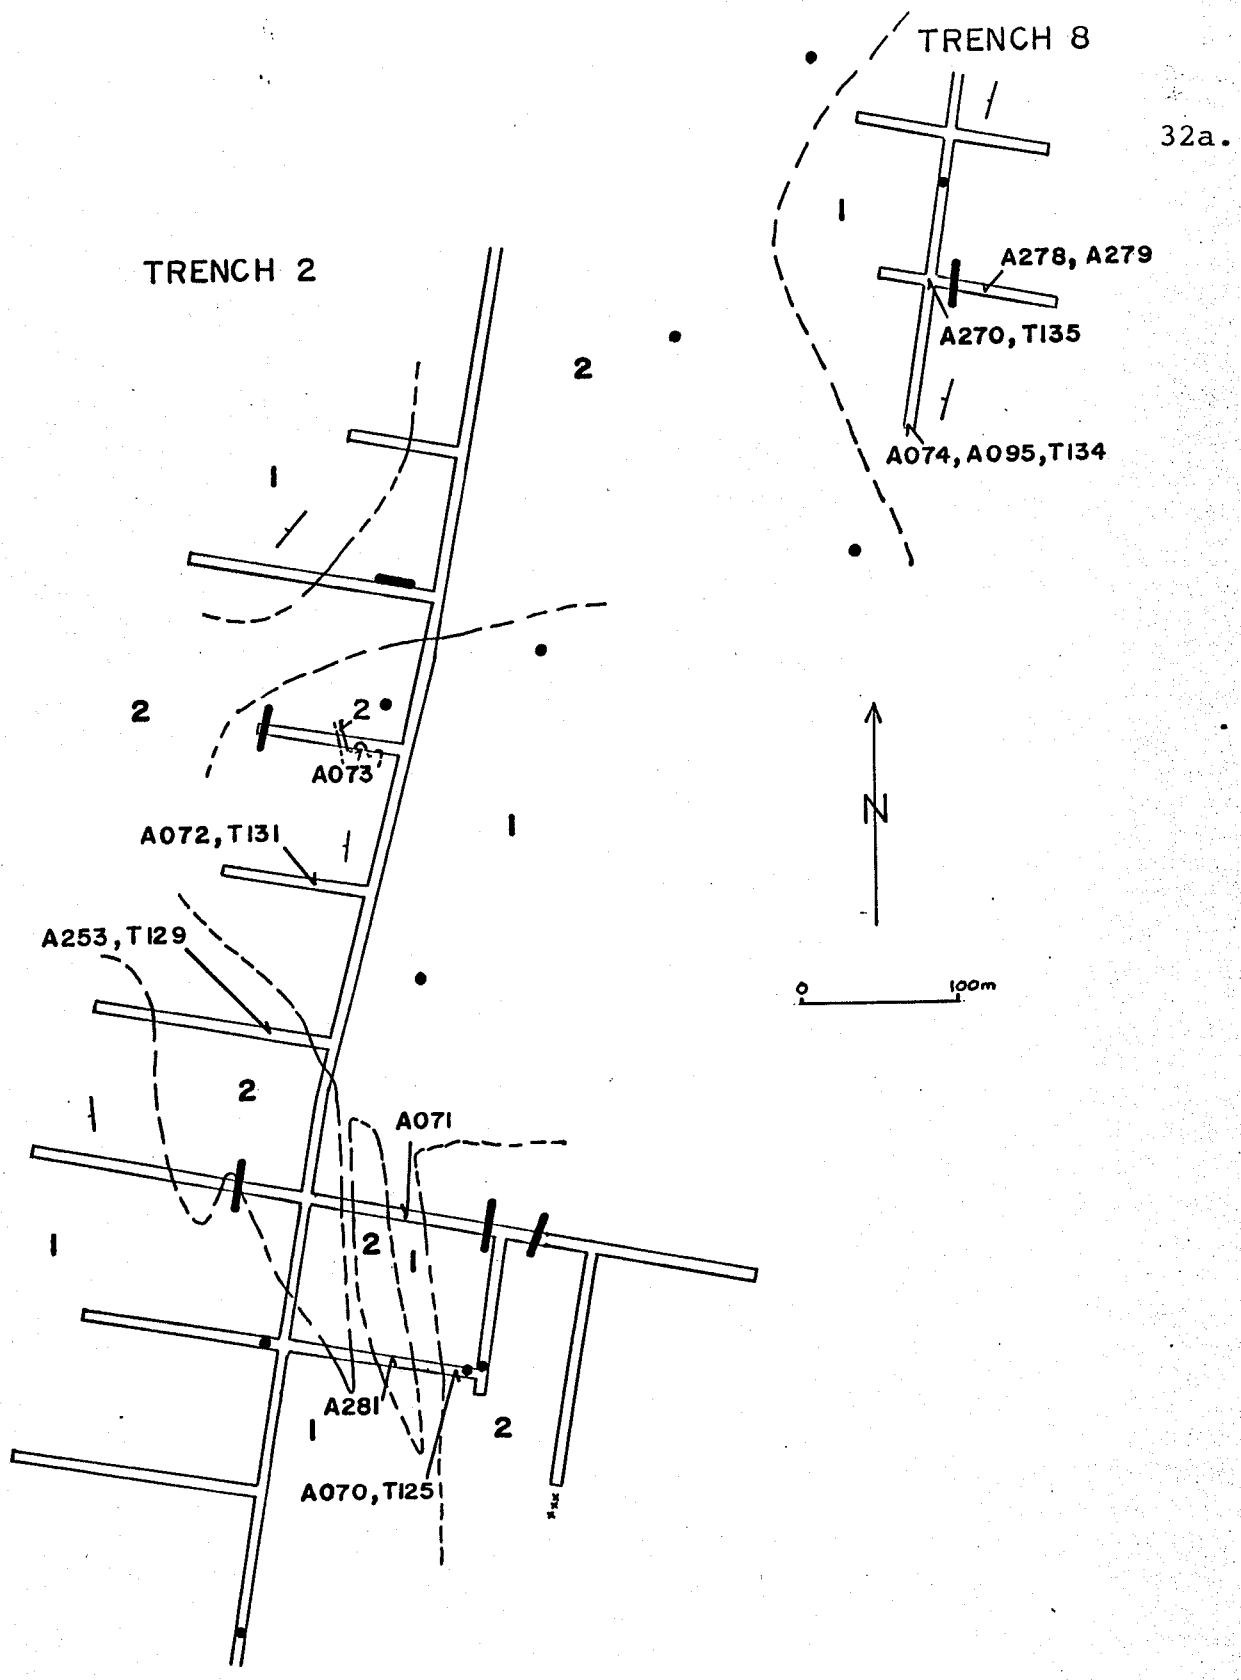 TRENCH 8
32a.
1
A278, A279
TRENCH 2
A270, T135
2
A074, A095, T134
1
2
2
A073
1
A072, T131
N
A253, T129
0 100m
2
A071
2
1
1
A281
1
2
A070, T125
xxx